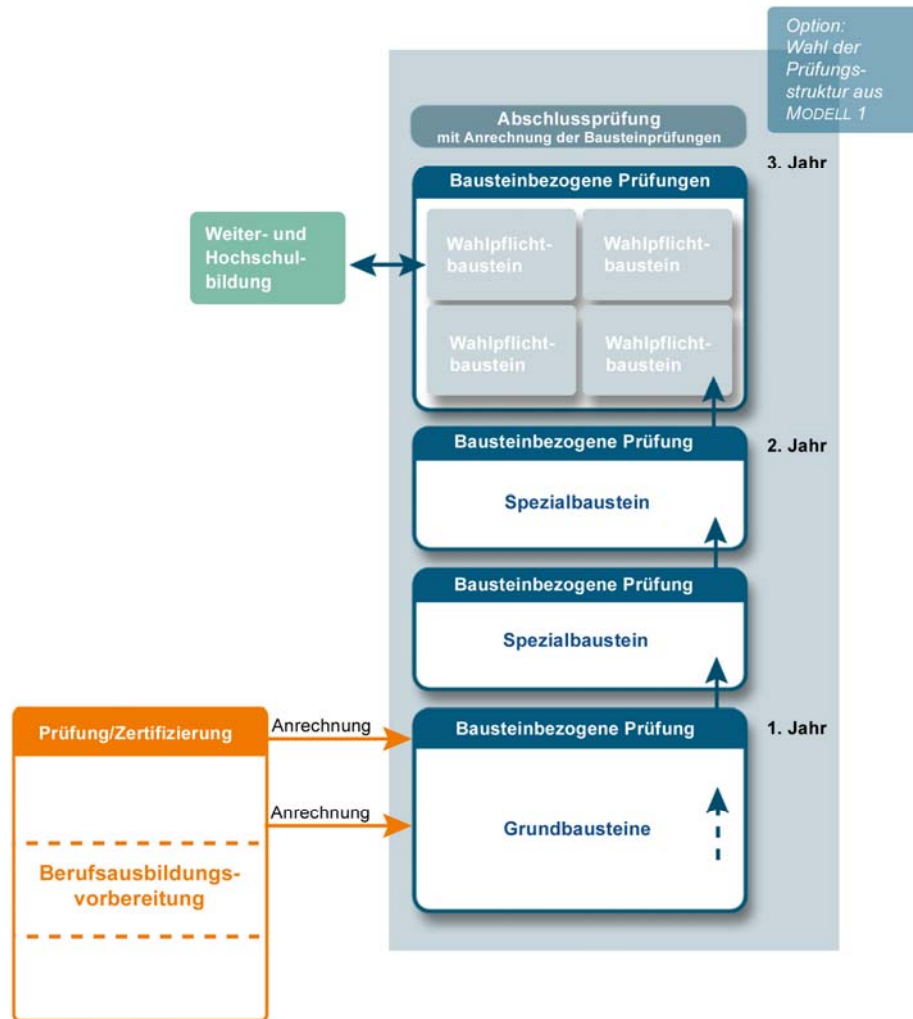 Option:
Wahl der
Prüfungs-
struktur aus
MODELL 1
Abschlussprüfung
mit Anrechnung der Bausteinprüfungen
3. Jahr
Bausteinbezogene Prüfungen
Weiter- und
Hochschul-
bildung
Wahlpflicht-
baustein
Wahlpflicht-
baustein
Wahlpflicht-
baustein
Wahlpflicht-
baustein
Bausteinbezogene Prüfung
2. Jahr
Spezialbaustein
Bausteinbezogene Prüfung
Spezialbaustein
Prüfung/Zertifizierung
Anrechnung
Bausteinbezogene Prüfung
1. Jahr
Anrechnung
Grundbausteine
Berufsausbildungs-
vorbereitung